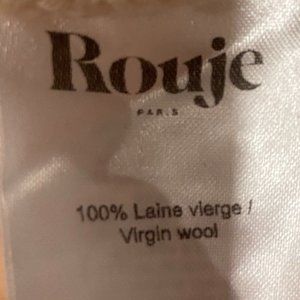 Rouje
PARIS
100% Laine vierge /
Virgin wool